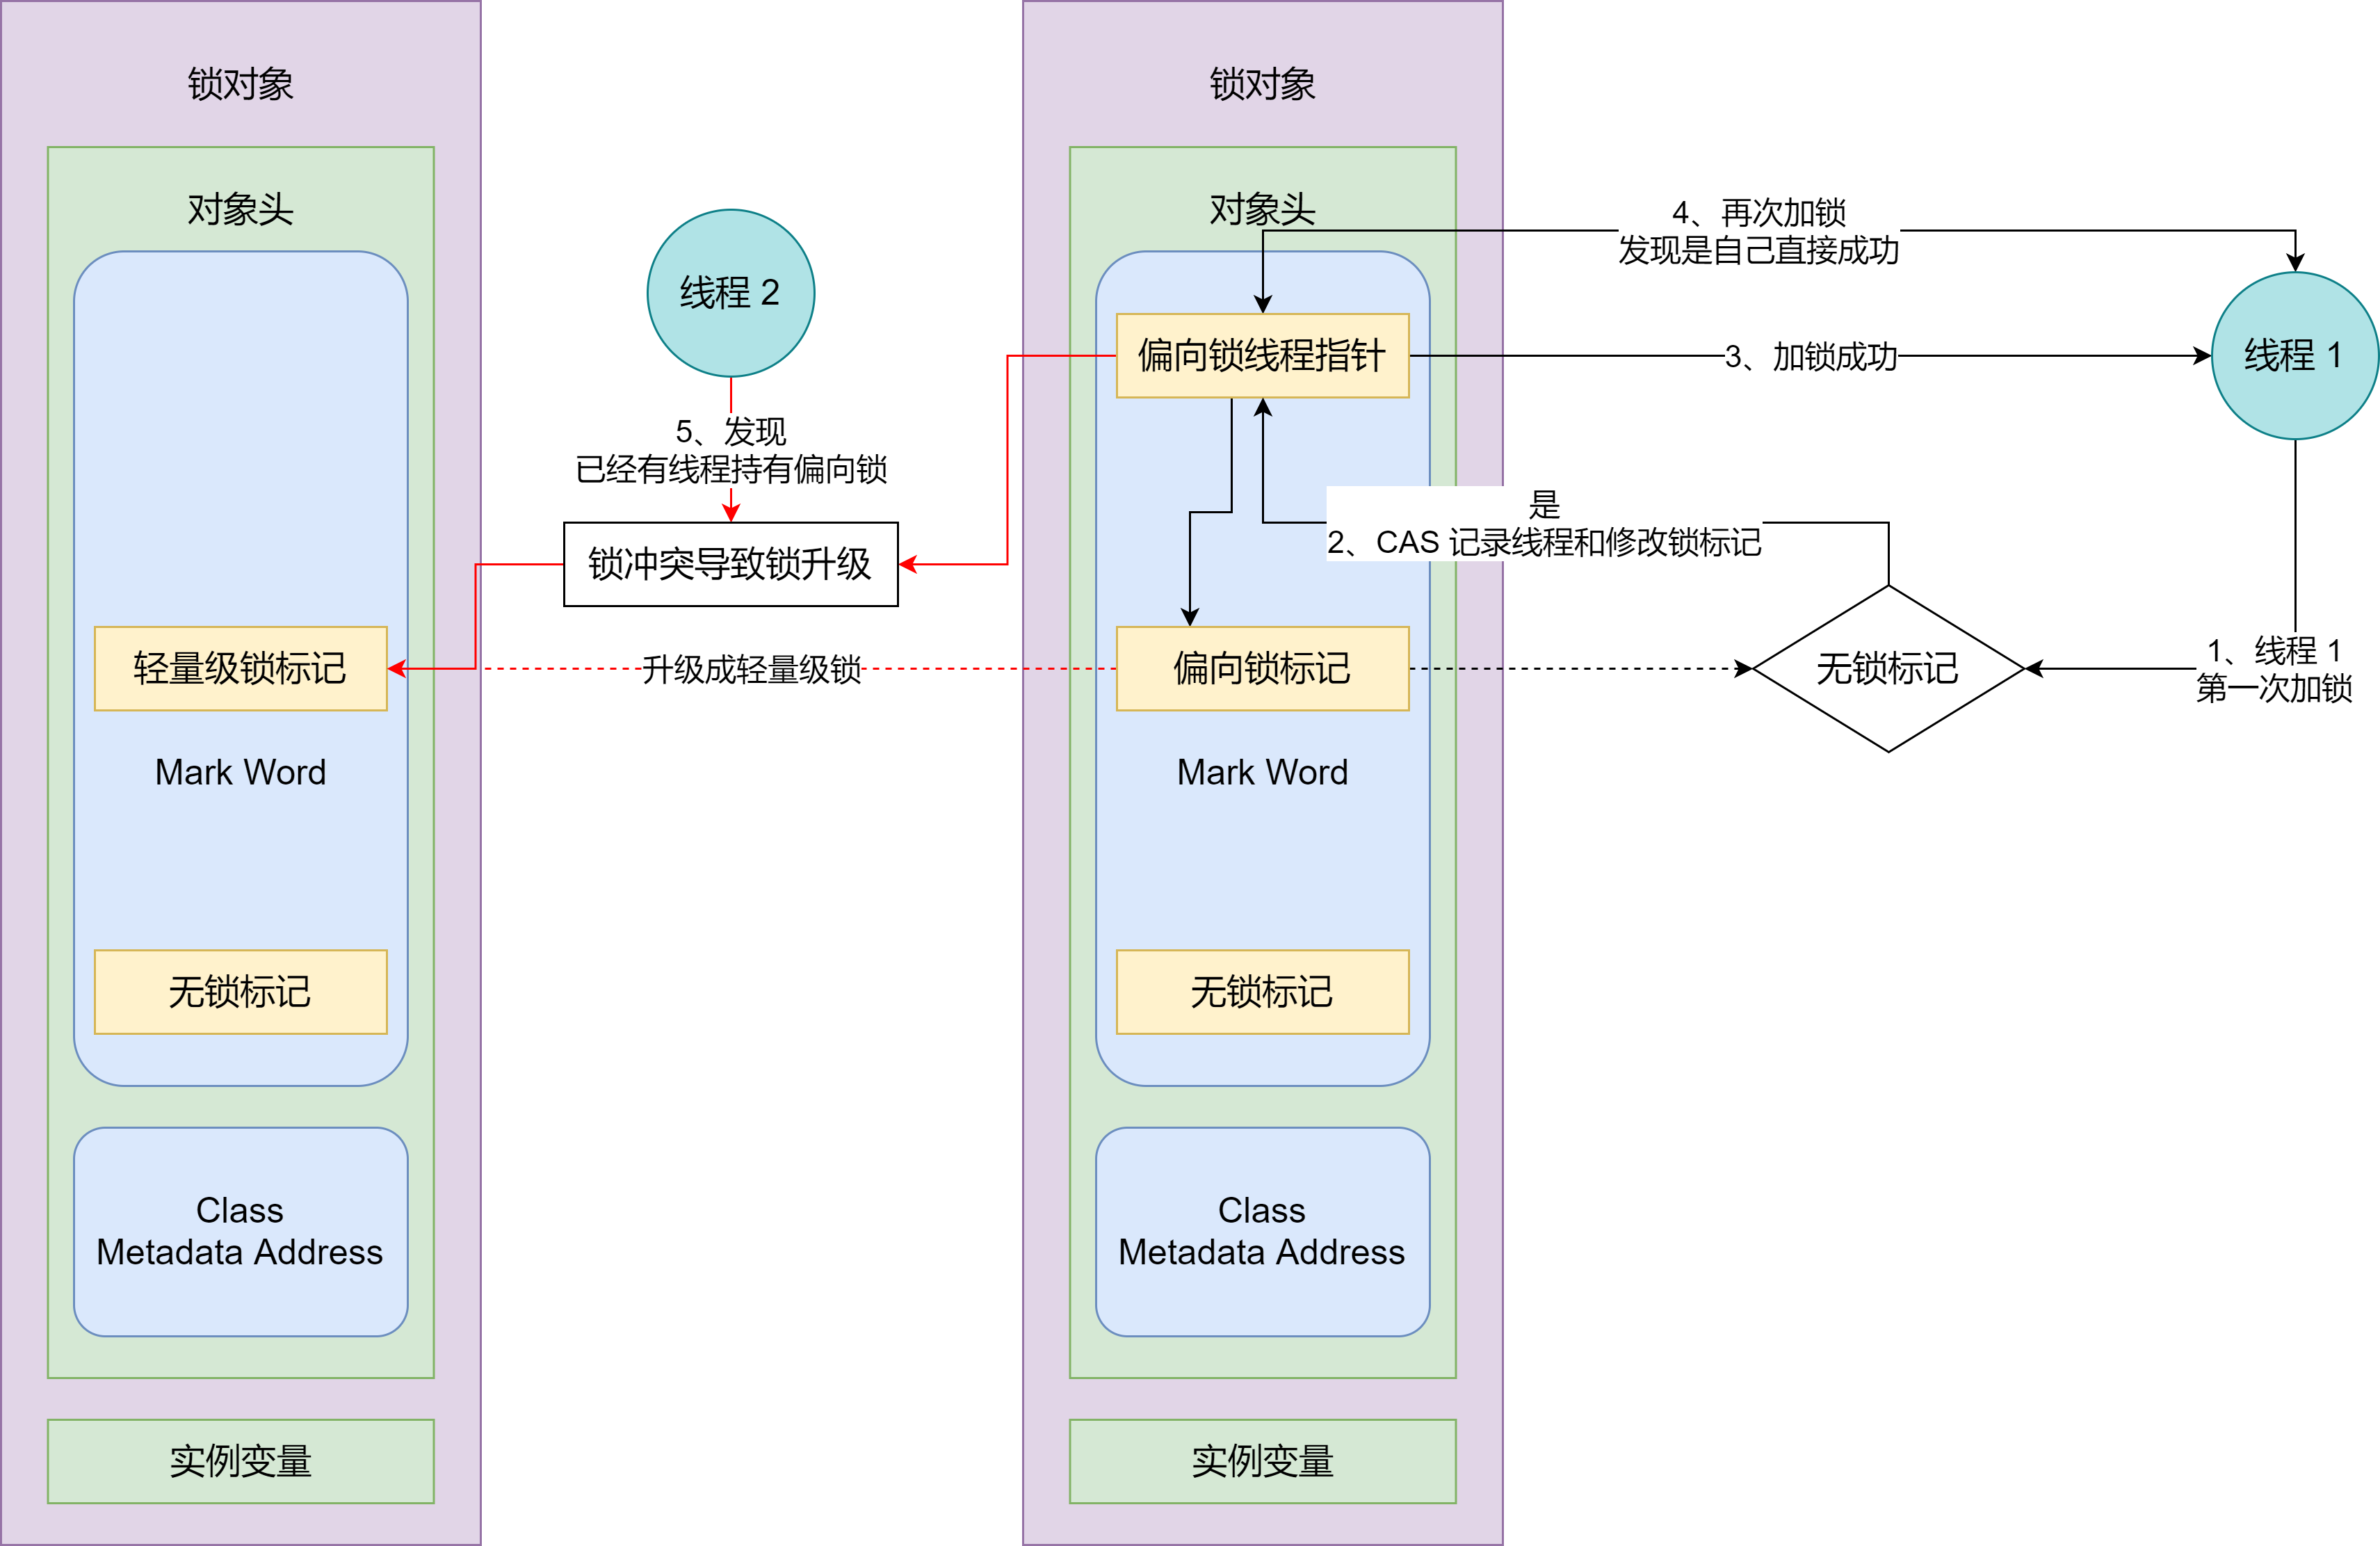 锁对象
对象头
轻量级锁标记
Mark Word
无锁标记
Class
Metadata Address
实例变量
线程 2
5、发现
已经有线程持有偏向锁
锁冲突导致锁升级
升级成轻量级锁
锁对象
对象头
偏向锁线程指针
偏向锁标记
Mark Word
无锁标记
Class
Metadata Address
实例变量
4、再次加锁
发现是自己直接成功
3、加锁成功
线程 1
是
2、CAS 记录线程和修改锁标记
无锁标记
1、线程 1
第一次加锁